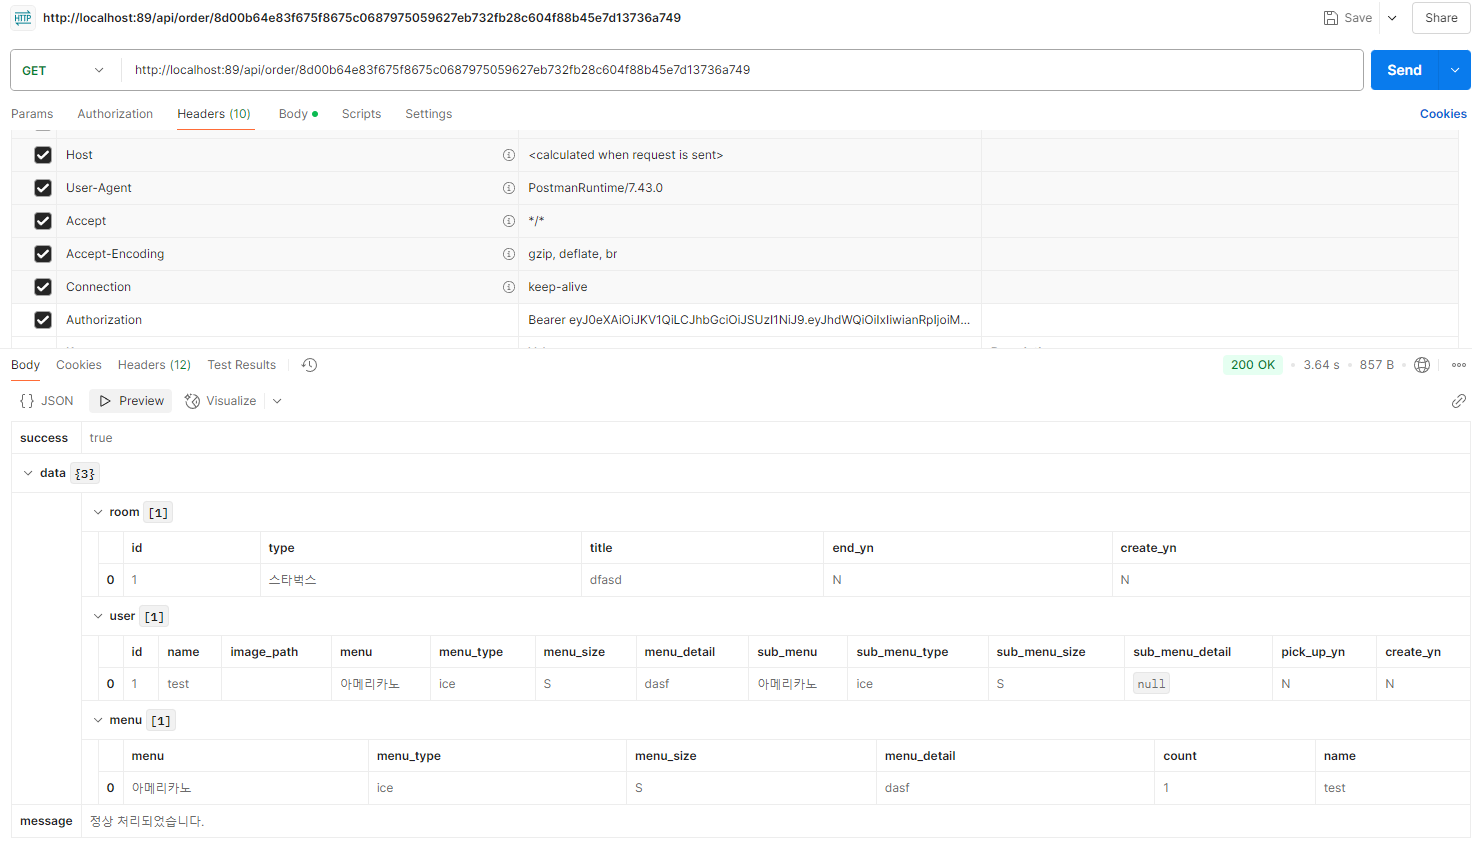 HTTP http://localhost:89/api/order/8d00b64e83f675f8675c0687975059627eb732fb28c604f88b45e7d13736a749 Save Share
GET http://localhost:89/api/order/8d00b64e83f675f8675c0687975059627eb732fb28c604f88b45e7d13736a749 Send
Params Authorization Headers (10) Body Scripts Settings Cookies
Host <calculated when request is sent>
User-Agent PostmanRuntime/7.43.0
Accept */*
Accept-Encoding gzip, deflate, br
Connection keep-alive
Authorization Bearer eyJ0eXAiOiJKV1QiLCJhbGciOiJSUzI1NiJ9.eyJhdWQiOiIxIiwianRpIjoiM...
Body Cookies Headers (12) Test Results 200 OK 3.64 s 857 B
{} JSON Preview Visualize
success true
data {3}
room [1]
id type title end_yn create_yn
0 1 스타벅스 dfasd N N
user [1]
id name image_path menu menu_type menu_size menu_detail sub_menu sub_menu_type sub_menu_size sub_menu_detail pick_up_yn create_yn
0 1 test 아메리카노 ice S dasf 아메리카노 ice S null N N
menu [1]
menu menu_type menu_size menu_detail count name
0 아메리카노 ice S dasf 1 test
message 정상 처리되었습니다.